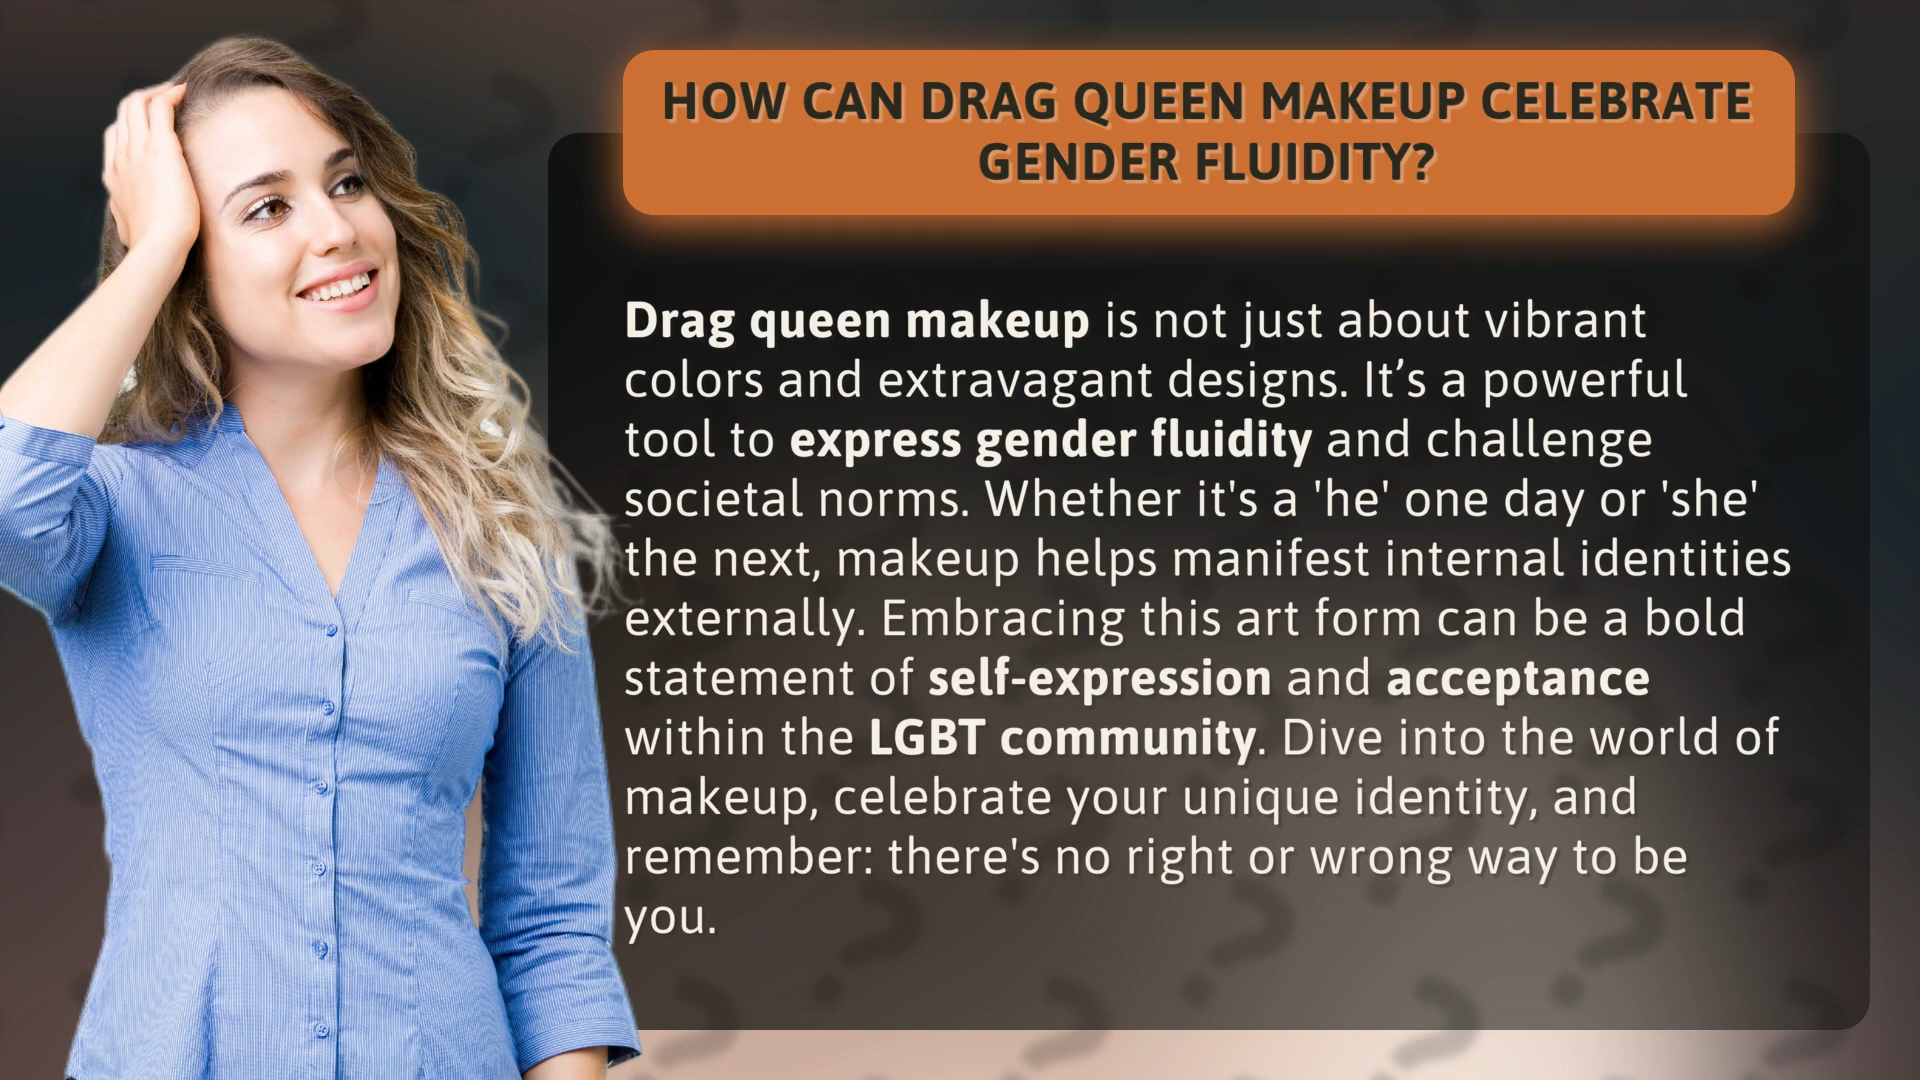 HOW CAN DRAG QUEEN MAKEUP CELEBRATE
GENDER FLUIDITY?
Drag queen makeup is not just about vibrant
colors and extravagant designs. It’s a powerful
tool to express gender fluidity and challenge
societal norms. Whether it's a 'he' one day or 'she'
the next, makeup helps manifest internal identities
externally. Embracing this art form can be a bold
statement of self-expression and acceptance
within the LGBT community. Dive into the world of
makeup, celebrate your unique identity, and
remember: there's no right or wrong way to be
you.